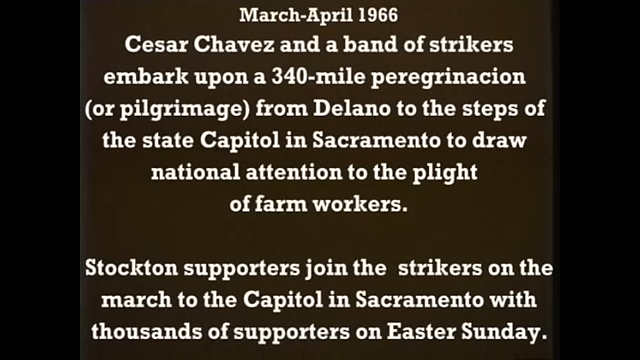 March-April 1966
Cesar Chavez and a band of strikers
embark upon a 340-mile peregrinacion
(or pilgrimage) from Delano to the steps of
the state Capitol in Sacramento to draw
national attention to the plight
of farm workers.
Stockton supporters join the strikers on the
march to the Capitol in Sacramento with
thousands of supporters on Easter Sunday.